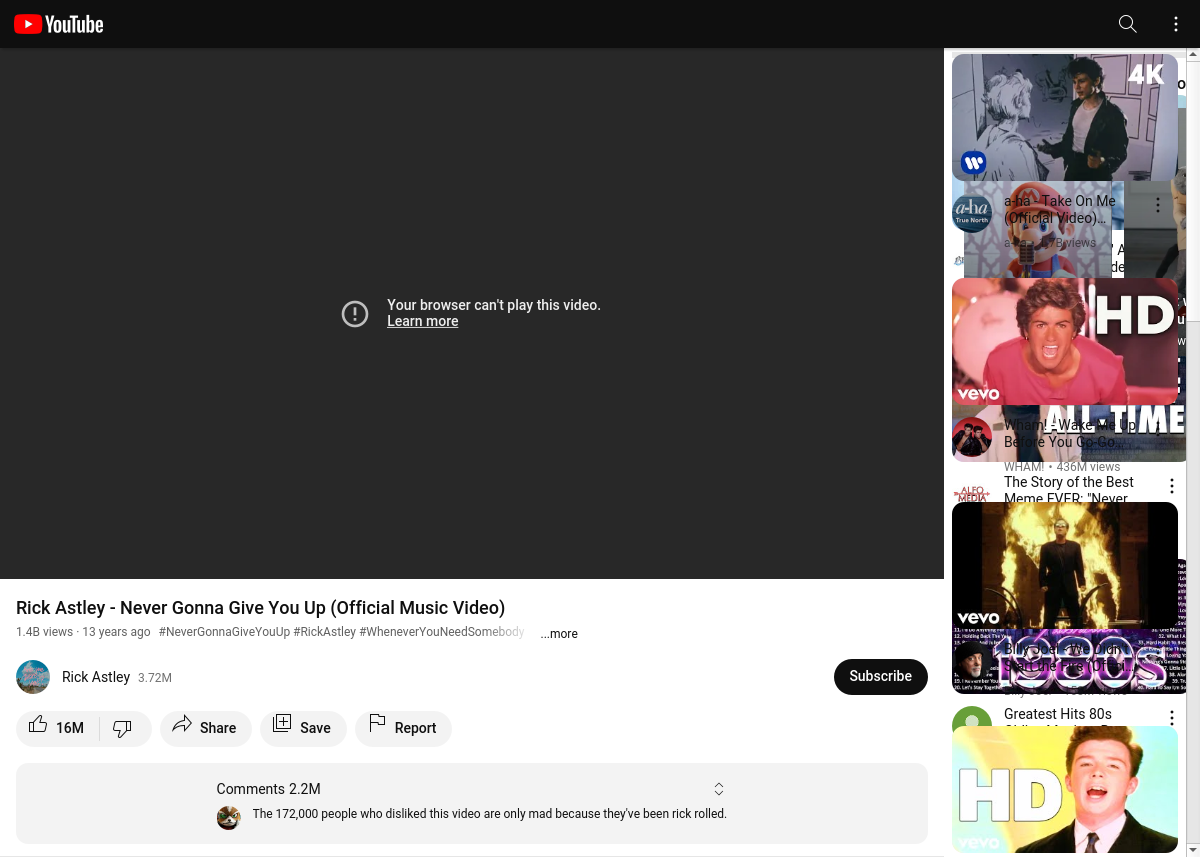 YouTube
Your browser can't play this video.
Learn more
Rick Astley - Never Gonna Give You Up (Official Music Video)
1.4B views · 13 years ago #NeverGonnaGiveYouUp #RickAstley #WheneverYouNeedSomebody
...more
Rick Astley 3.72M
Subscribe
16M
Share
Save
Report
Comments 2.2M
The 172,000 people who disliked this video are only mad because they've been rick rolled.
4K
a-ha
True North
a-ha - Take On Me
(Official Video)...
HD
vevo
ALL-TIME
Wham! - Wake Me Up
Before You Go-Go
WHAM! • 436M views
ALFO
MEDIA
The Story of the Best
Meme EVER: "Never
vevo
1980s
Billy Joel - We Didn't
Start the Fire (Offici...
Greatest Hits 80s
HD
vevo